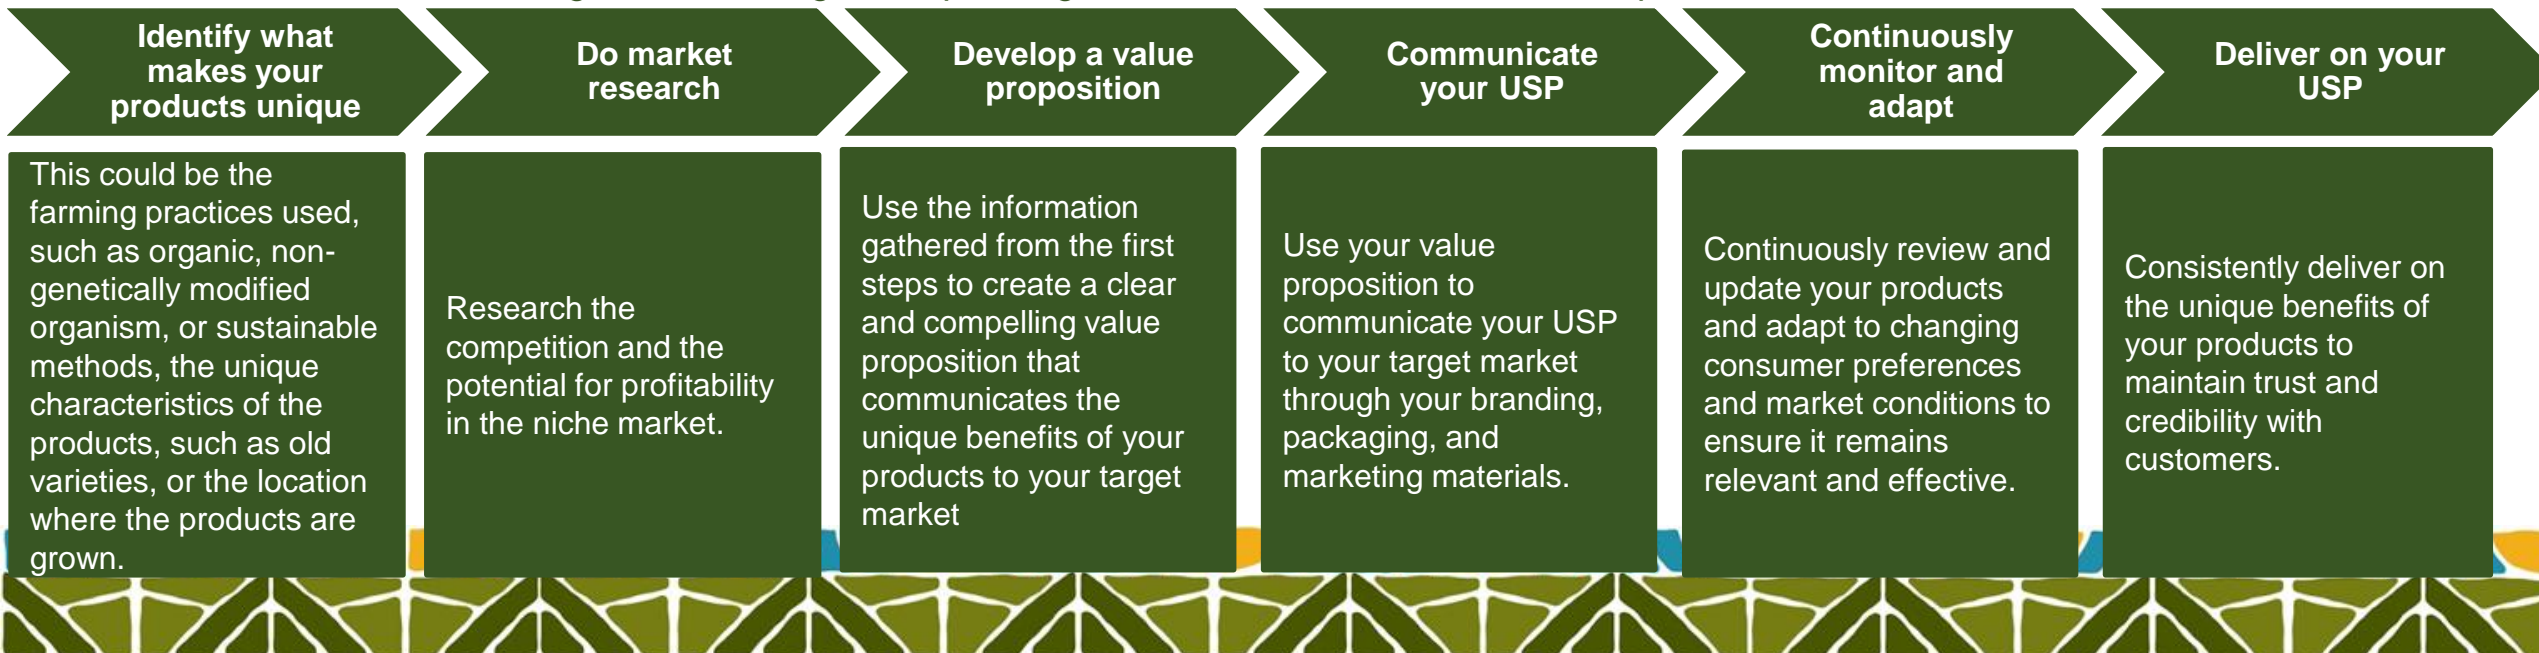 Identify what
makes your
products unique
This could be the
farming practices used,
such as organic, non-
genetically modified
organism, or sustainable
methods, the unique
characteristics of the
products, such as old
varieties, or the location
where the products are
grown.
Do market
research
Research the
competition and the
potential for profitability
in the niche market.
Develop a value
proposition
Use the information
gathered from the first
steps to create a clear
and compelling value
proposition that
communicates the
unique benefits of your
products to your target
market
Communicate
your USP
Use your value
proposition to
communicate your USP
to your target market
through your branding,
packaging, and
marketing materials.
Continuously
monitor and
adapt
Continuously review and
update your products
and adapt to changing
consumer preferences
and market conditions to
ensure it remains
relevant and effective.
Deliver on your
USP
Consistently deliver on
the unique benefits of
your products to
maintain trust and
credibility with
customers.